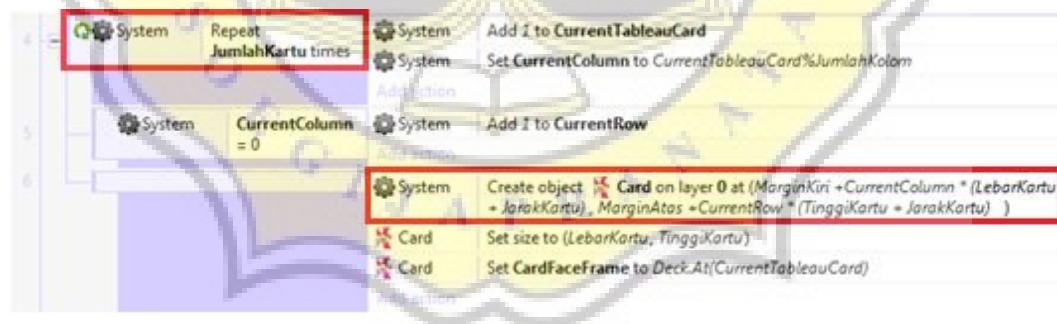 4 System Repeat JumlahKartu times System Add 1 to CurrentTableauCard
System Set CurrentColumn to CurrentTableauCard%JumlahKolom
Add action
5 System CurrentColumn = 0 System Add 1 to CurrentRow
Add action
6 System Create object Card on layer 0 at (MarginKiri +CurrentColumn * (LebarKartu
+ JarakKartu) , MarginAtas +CurrentRow * (TinggiKartu + JarakKartu) )
Card Set size to (LebarKartu, TinggiKartu)
Card Set CardFaceFrame to Deck.At(CurrentTableauCard)
Add action